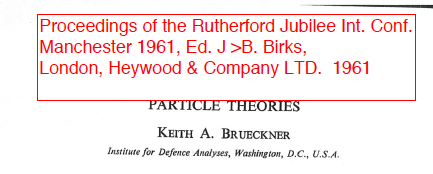 Proceedings of the Rutherford Jubilee Int. Conf.
Manchester 1961, Ed. J >B. Birks,
London, Heywood & Company LTD. 1961
PARTICLE THEORIES
KEITH A. BRUECKNER
Institute for Defence Analyses, Washington, D.C., U.S.A.